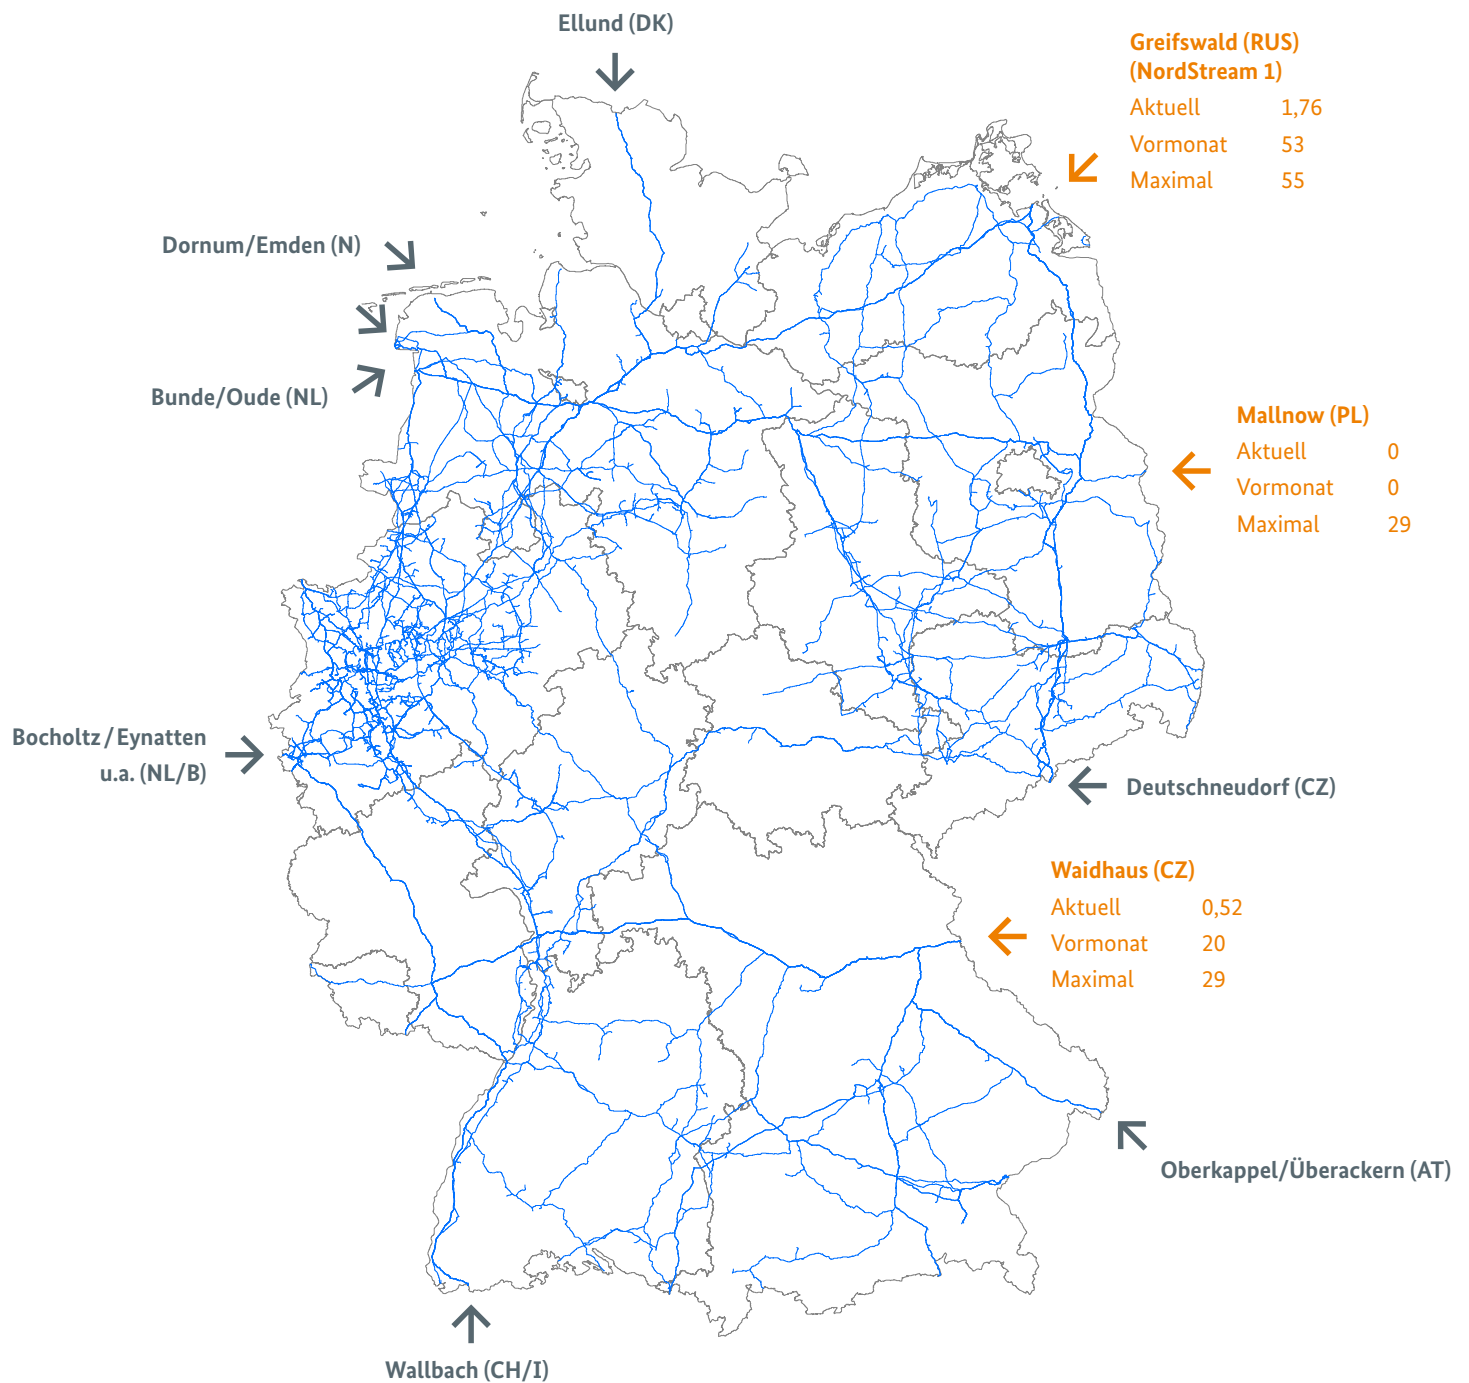 Ellund (DK)
Greifswald (RUS)
(NordStream 1)
Aktuell 1,76
Vormonat 53
Maximal 55
Dornum/Emden (N)
Bunde/Oude (NL)
Mallnow (PL)
Aktuell 0
Vormonat 0
Maximal 29
Bocholtz / Eynatten
u.a. (NL/B)
Deutschneudorf (CZ)
Waidhaus (CZ)
Aktuell 0,52
Vormonat 20
Maximal 29
Oberkappel/Überackern (AT)
Wallbach (CH/I)